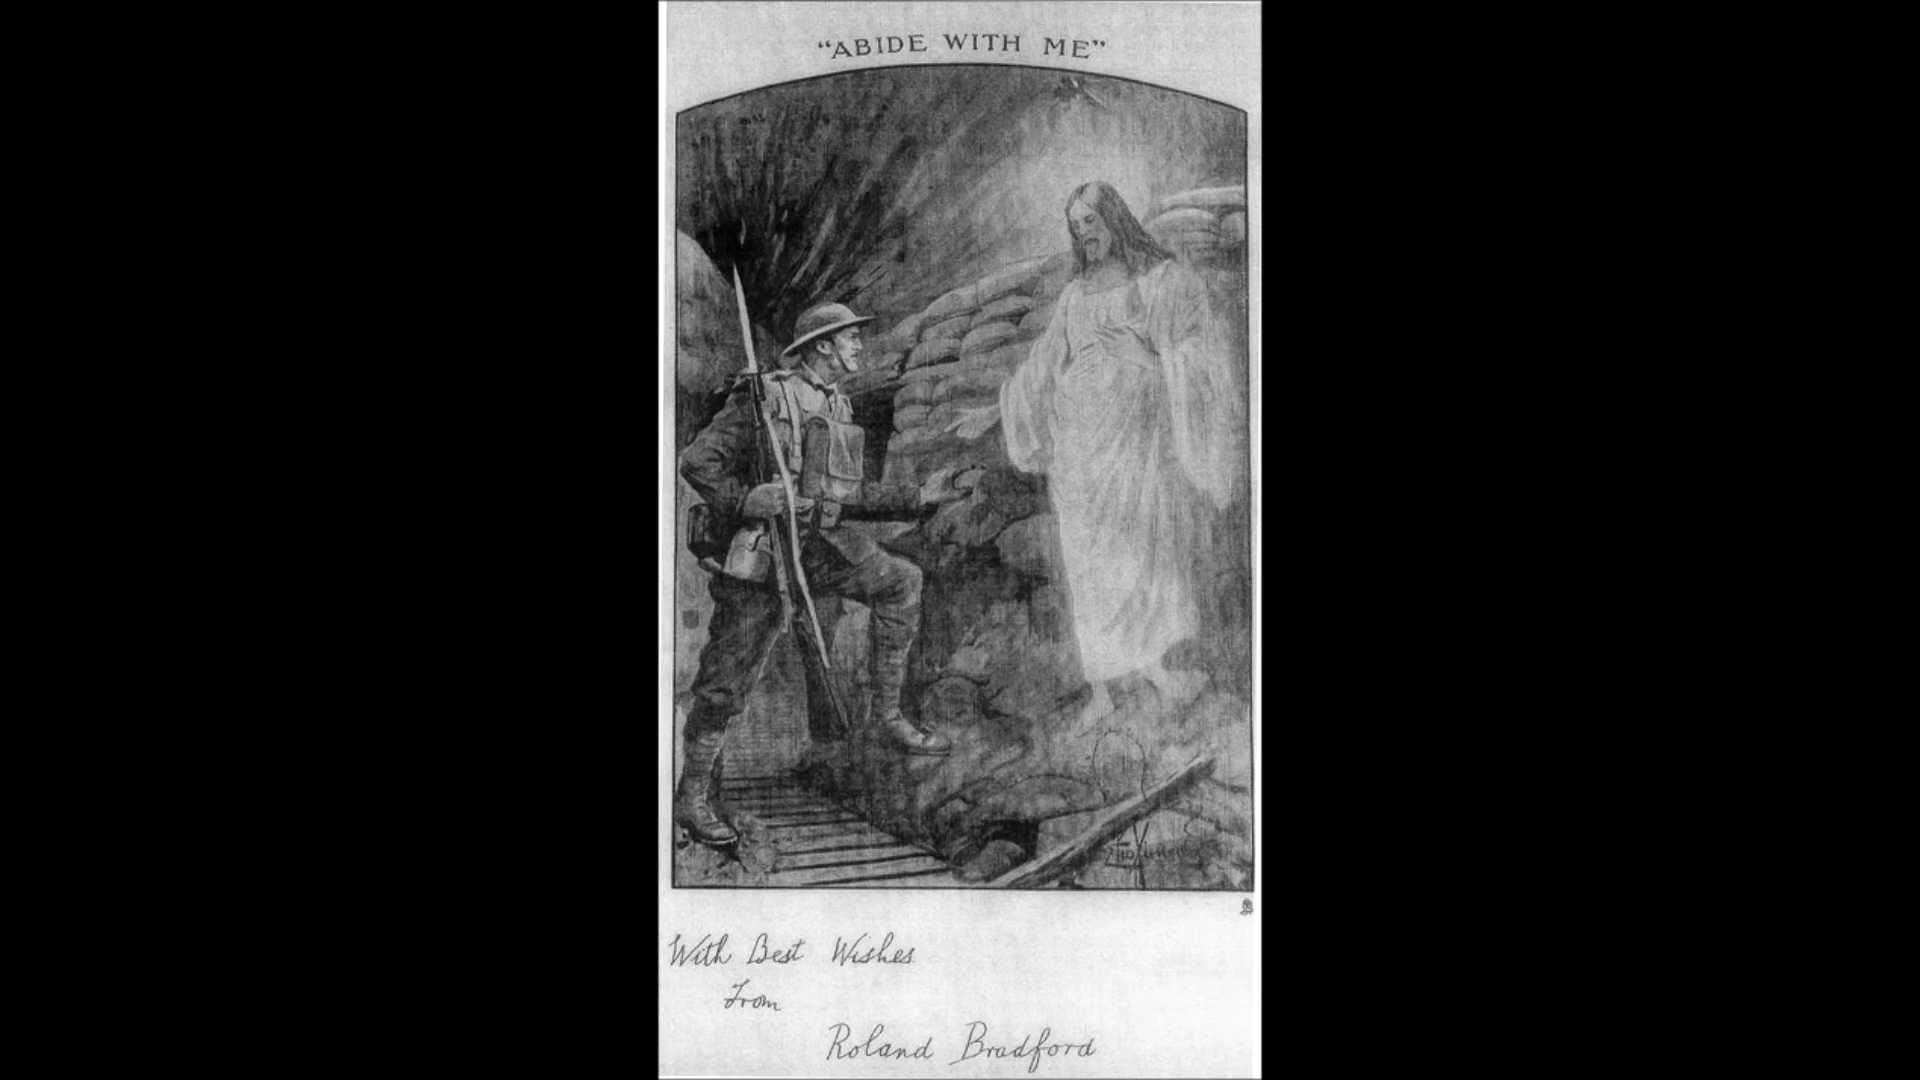 “ABIDE WITH ME”
With Best Wishes
From
Roland Bradford